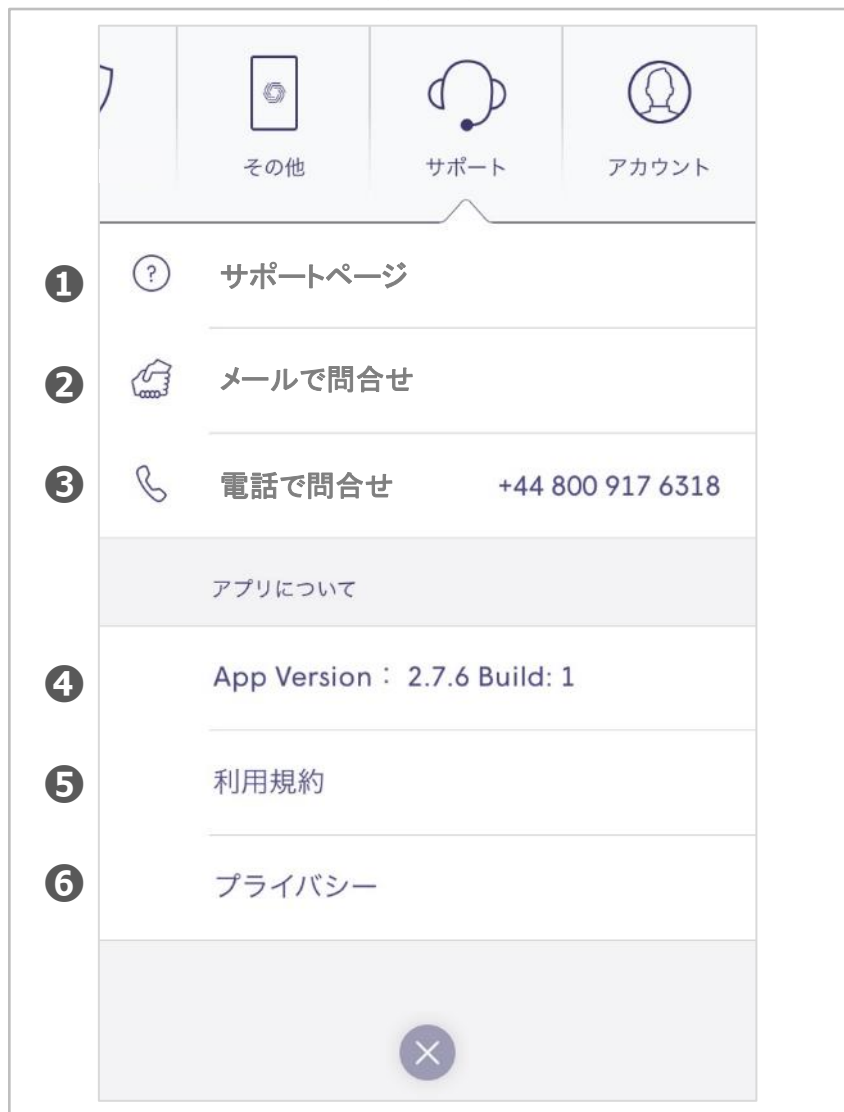 その他
サポート
アカウント
❶ サポートページ
❷ メールで問合せ
❸ 電話で問合せ +44 800 917 6318
アプリについて
❹ App Version： 2.7.6 Build: 1
❺ 利用規約
❻ プライバシー